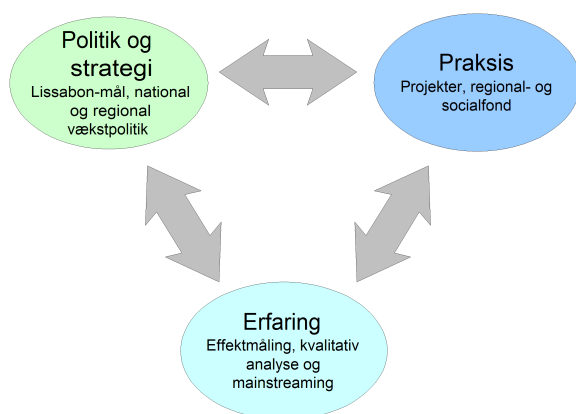 Politik og
strategi
Lissabon-mål, national
og regional
vækstpolitik
Praksis
Projekter, regional- og
socialfond
Erfaring
Effektmåling, kvalitativ
analyse og
mainstreaming